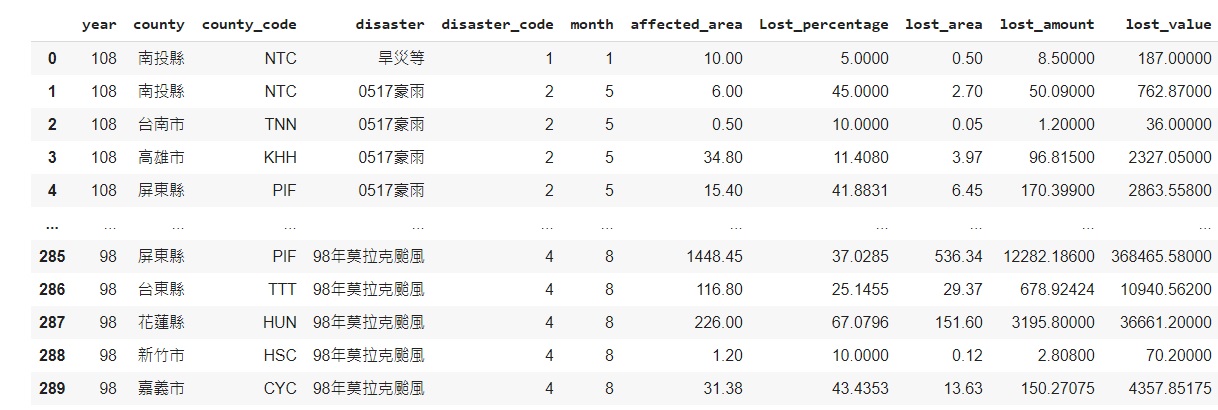 year county county_code disaster disaster_code month affected_area Lost_percentage lost_area lost_amount lost_value
0 108 南投縣 NTC 旱災等 1 1 10.00 5.0000 0.50 8.50000 187.00000
1 108 南投縣 NTC 0517豪雨 2 5 6.00 45.0000 2.70 50.09000 762.87000
2 108 台南市 TNN 0517豪雨 2 5 0.50 10.0000 0.05 1.20000 36.00000
3 108 高雄市 KHH 0517豪雨 2 5 34.80 11.4080 3.97 96.81500 2327.05000
4 108 屏東縣 PIF 0517豪雨 2 5 15.40 41.8831 6.45 170.39900 2863.55800
... ... ... ... ... ... ... ... ... ... ... ...
285 98 屏東縣 PIF 98年莫拉克颱風 4 8 1448.45 37.0285 536.34 12282.18600 368465.58000
286 98 台東縣 TTT 98年莫拉克颱風 4 8 116.80 25.1455 29.37 678.92424 10940.56200
287 98 花蓮縣 HUN 98年莫拉克颱風 4 8 226.00 67.0796 151.60 3195.80000 36661.20000
288 98 新竹市 HSC 98年莫拉克颱風 4 8 1.20 10.0000 0.12 2.80800 70.20000
289 98 嘉義市 CYC 98年莫拉克颱風 4 8 31.38 43.4353 13.63 150.27075 4357.85175